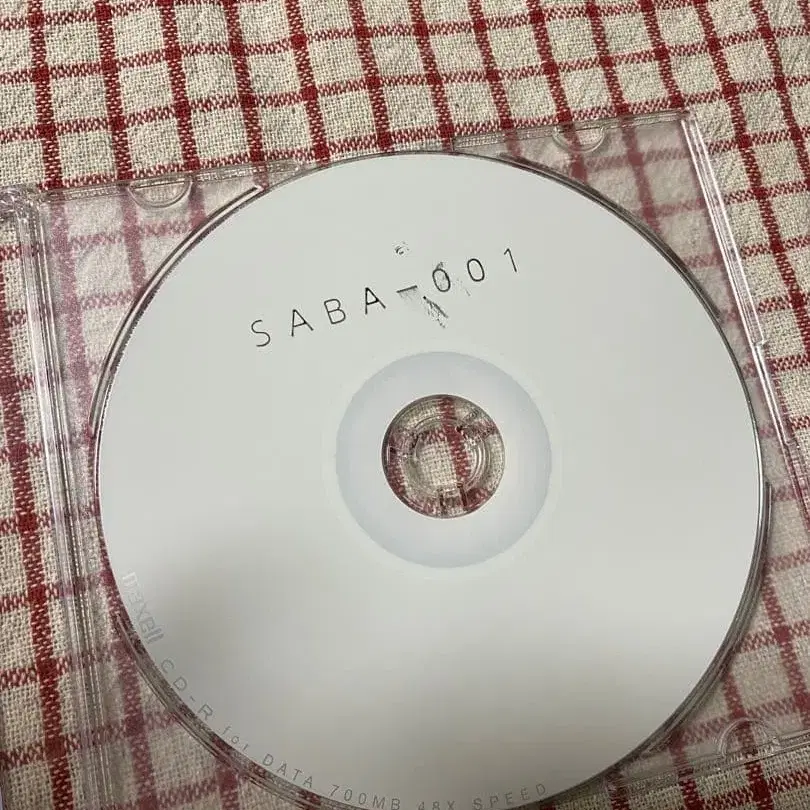 SABA-001
maxell CD-R for DATA 700MB 48X SPEED